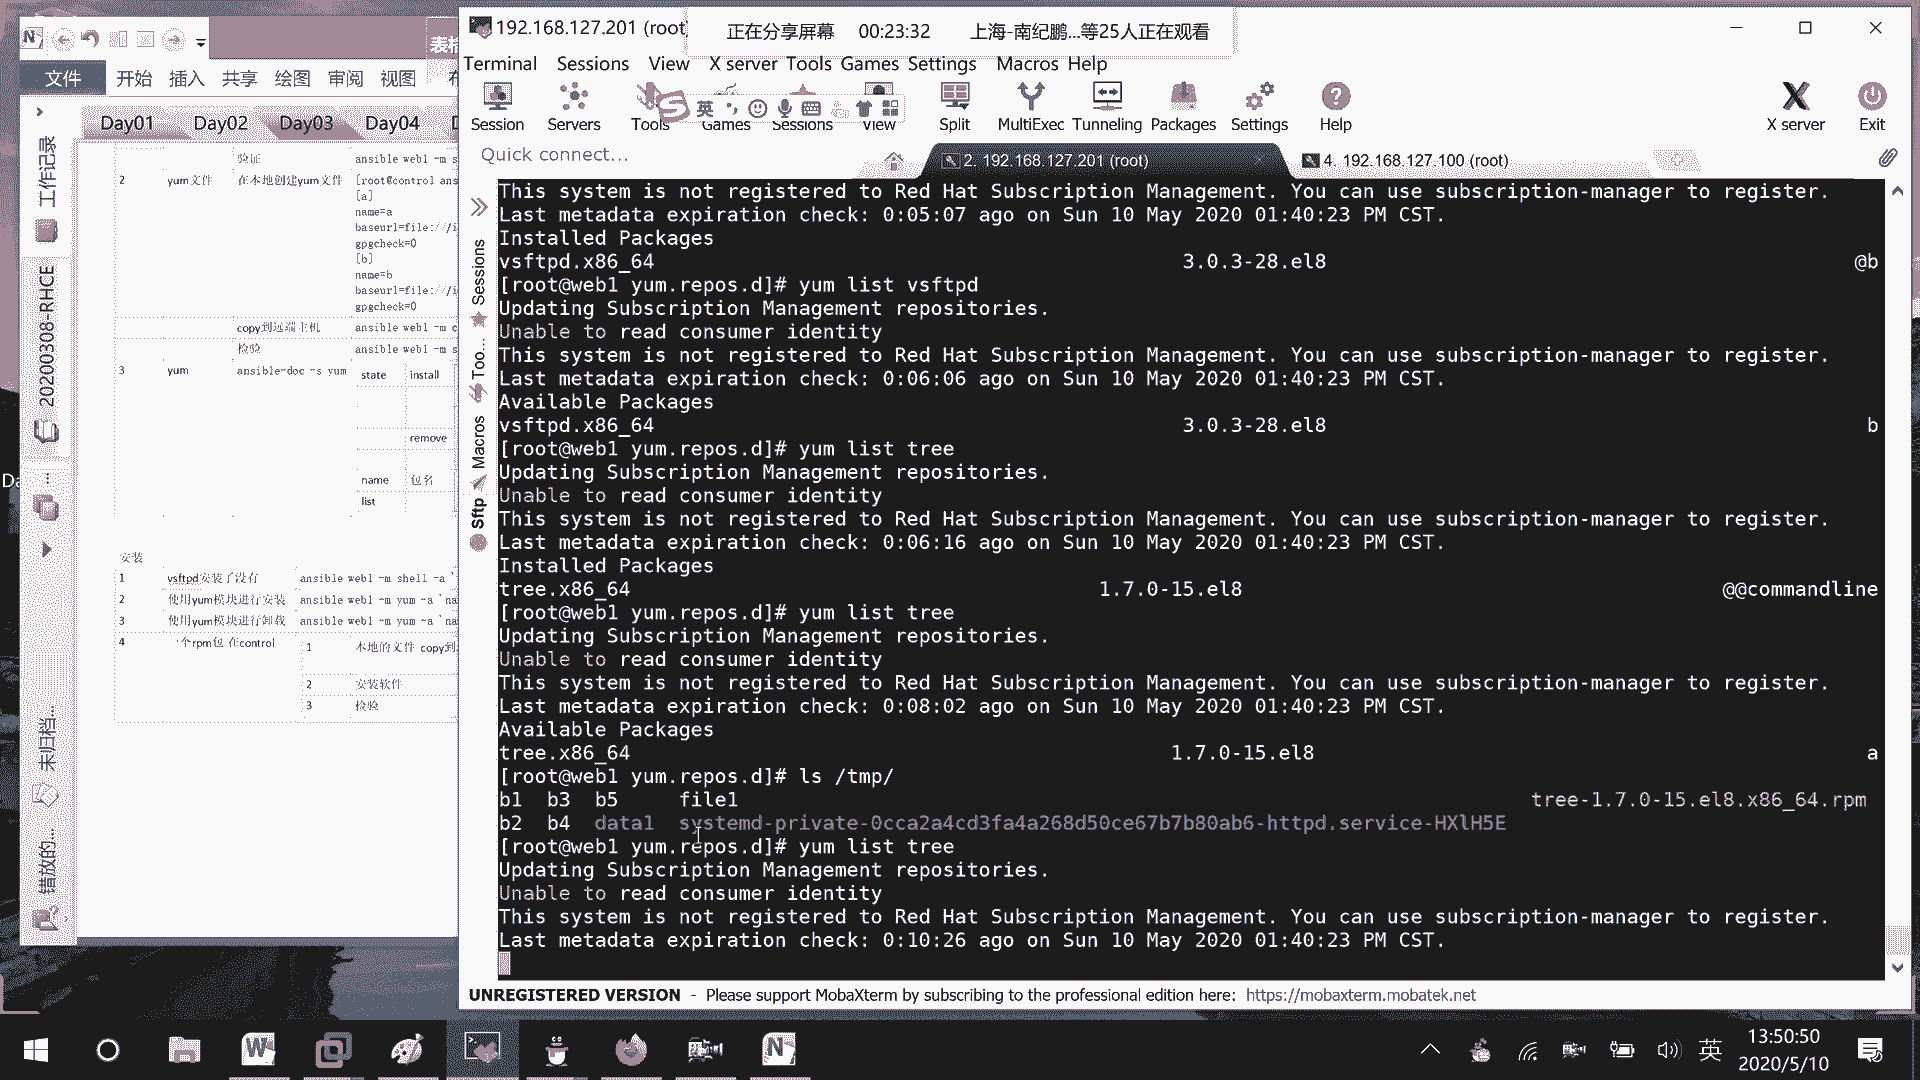 192.168.127.201 (root
正在分享屏幕 00:23:32 上海-南纪鹏...等25人正在观看
表格
文件 开始 插入 共享 绘图 审阅 视图
Terminal Sessions View X server Tools Games Settings Macros Help
英
Session Servers Tools Games Sessions View Split MultiExec Tunneling Packages Settings Help X server Exit
Day01 Day02 Day03 Day04
Quick connect...
2. 192.168.127.201 (root)
4. 192.168.127.100 (root)
工作记录
20200308-RHCE
未归档...
错放的...
Sessions
Too...
Macros
Sftp
验证 ansible web1 -m s
2 yum文件 在本地创建yum文件 [root@control ans
[a]
name=a
baseurl=file://
gpgcheck=0
[b]
name=b
baseurl=file://
gpgcheck=0
copy到远端主机 ansible web1 -m c
检验 ansible web1 -m s
3 yum ansible-doc -s yum state install
remove
name 包名
list
安装
1 vsftpd安装了没有 ansible web1 -m shell -a
2 使用yum模块进行安装 ansible web1 -m yum -a
3 使用yum模块进行卸载 ansible web1 -m yum -a
4 个rpm包 在control 1 本地的文件 copy到
2 安装软件
3 检验
This system is not registered to Red Hat Subscription Management. You can use subscription-manager to register.
Last metadata expiration check: 0:05:07 ago on Sun 10 May 2020 01:40:23 PM CST.
Installed Packages
vsftpd.x86_64 3.0.3-28.el8 @b
[root@web1 yum.repos.d]# yum list vsftpd
Updating Subscription Management repositories.
Unable to read consumer identity
This system is not registered to Red Hat Subscription Management. You can use subscription-manager to register.
Last metadata expiration check: 0:06:06 ago on Sun 10 May 2020 01:40:23 PM CST.
Available Packages
vsftpd.x86_64 3.0.3-28.el8 b
[root@web1 yum.repos.d]# yum list tree
Updating Subscription Management repositories.
Unable to read consumer identity
This system is not registered to Red Hat Subscription Management. You can use subscription-manager to register.
Last metadata expiration check: 0:06:16 ago on Sun 10 May 2020 01:40:23 PM CST.
Installed Packages
tree.x86_64 1.7.0-15.el8 @@commandline
[root@web1 yum.repos.d]# yum list tree
Updating Subscription Management repositories.
Unable to read consumer identity
This system is not registered to Red Hat Subscription Management. You can use subscription-manager to register.
Last metadata expiration check: 0:08:02 ago on Sun 10 May 2020 01:40:23 PM CST.
Available Packages
tree.x86_64 1.7.0-15.el8 a
[root@web1 yum.repos.d]# ls /tmp/
b1 b3 b5 file1 tree-1.7.0-15.el8.x86_64.rpm
b2 b4 data1 systemd-private-0cca2a4cd3fa4a268d50ce67b7b80ab6-httpd.service-HXlH5E
[root@web1 yum.repos.d]# yum list tree
Updating Subscription Management repositories.
Unable to read consumer identity
This system is not registered to Red Hat Subscription Management. You can use subscription-manager to register.
Last metadata expiration check: 0:10:26 ago on Sun 10 May 2020 01:40:23 PM CST.
UNREGISTERED VERSION - Please support MobaXterm by subscribing to the professional edition here: https://mobaxterm.mobatek.net
英
13:50:50
2020/5/10